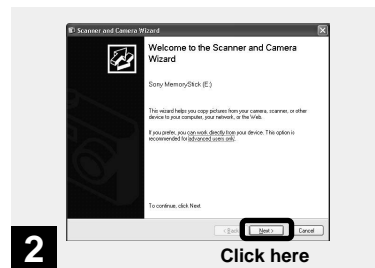 Scanner and Camera Wizard
Welcome to the Scanner and Camera
Wizard
Sony MemoryStick (E:)
This wizard helps you copy pictures from your camera, scanner, or other
device to your computer, your network, or the Web.
If you prefer, you can work directly from your device. This option is
recommended for advanced users only.
To continue, click Next.
< Back Next > Cancel
2
Click here